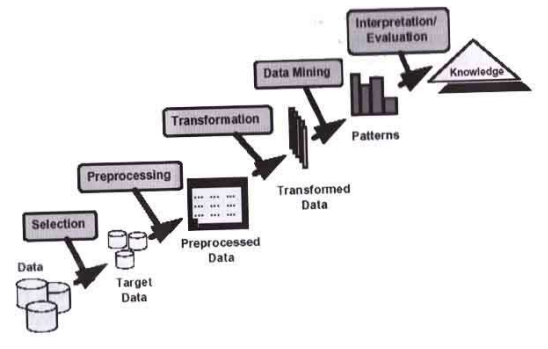 Interpretation/
Evaluation
Knowledge
Data Mining
Patterns
Transformation
Transformed
Data
Preprocessing
Preprocessed
Data
Selection
Target
Data
Data